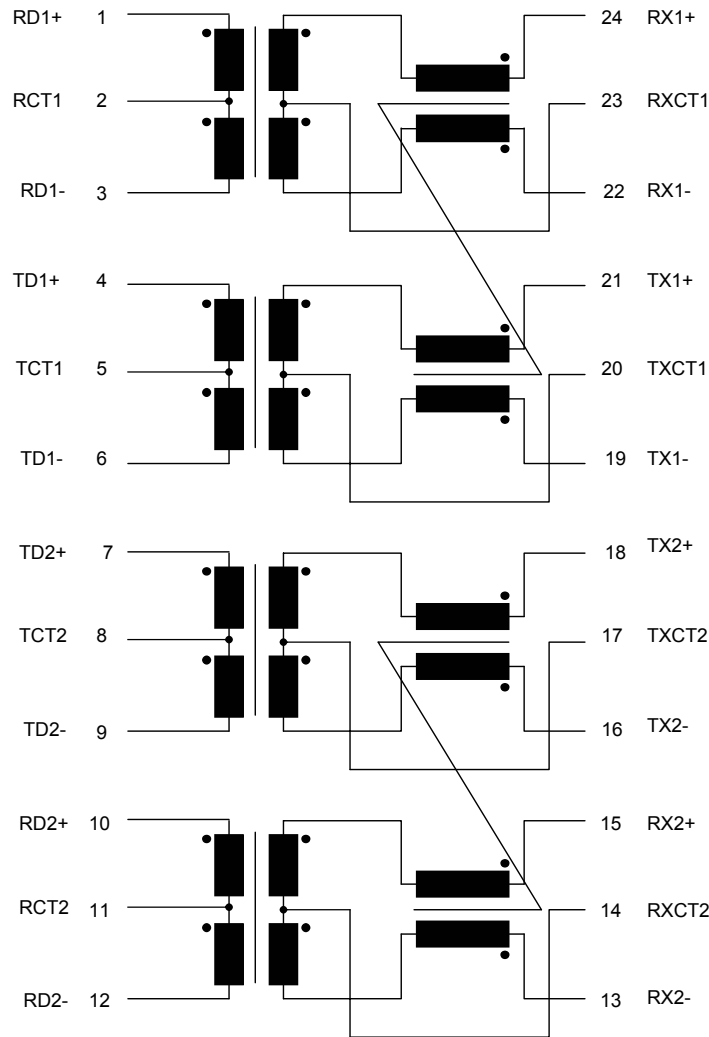 RD1+ 1 24 RX1+
RCT1 2 23 RXCT1
RD1- 3 22 RX1-
TD1+ 4 21 TX1+
TCT1 5 20 TXCT1
TD1- 6 19 TX1-
TD2+ 7 18 TX2+
TCT2 8 17 TXCT2
TD2- 9 16 TX2-
RD2+ 10 15 RX2+
RCT2 11 14 RXCT2
RD2- 12 13 RX2-